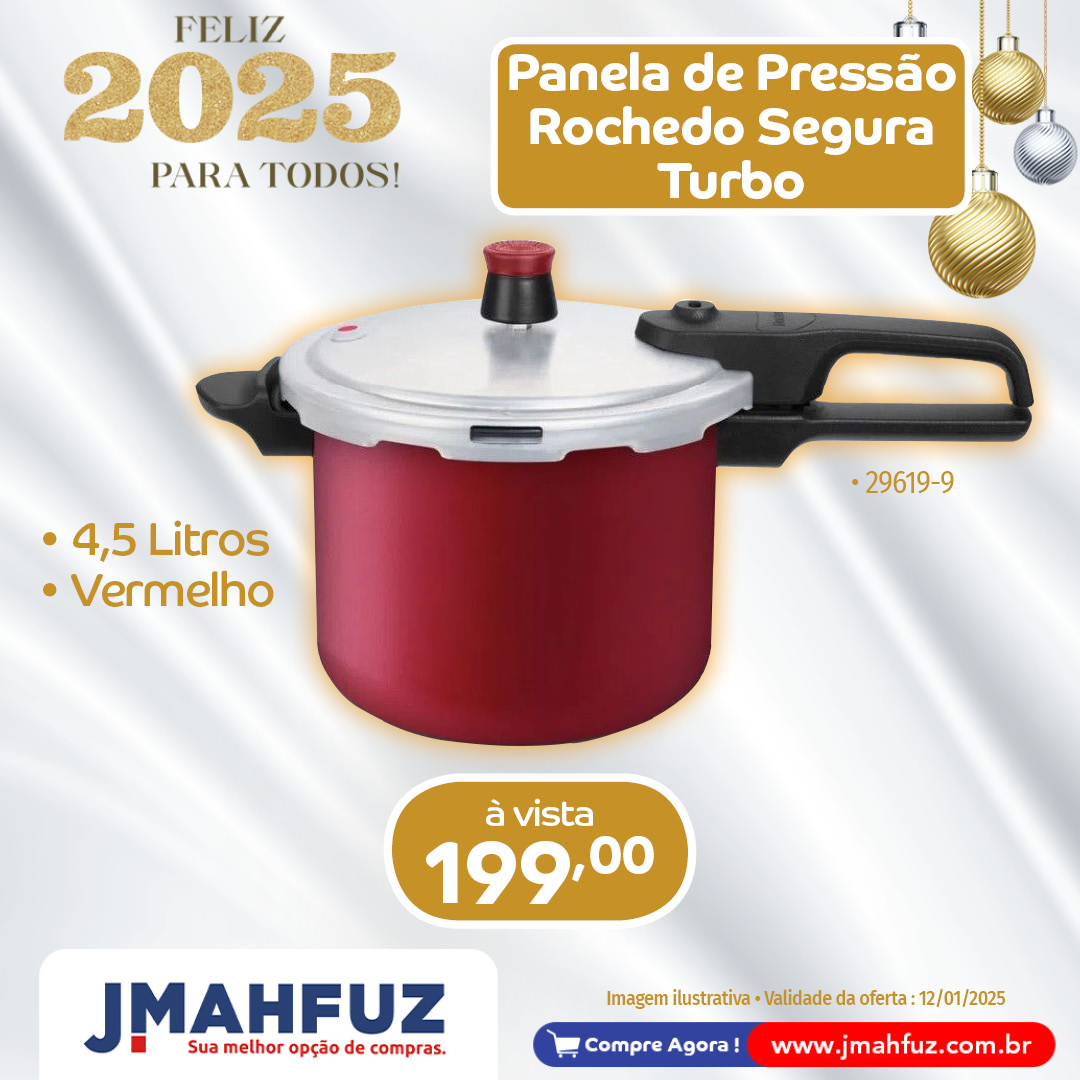 FELIZ
2025
PARA TODOS!
Panela de Pressão
Rochedo Segura
Turbo
• 29619-9
• 4,5 Litros
• Vermelho
à vista
199,00
JMAHFUZ
Sua melhor opção de compras.
Imagem ilustrativa • Validade da oferta : 12/01/2025
Compre Agora !
www.jmahfuz.com.br